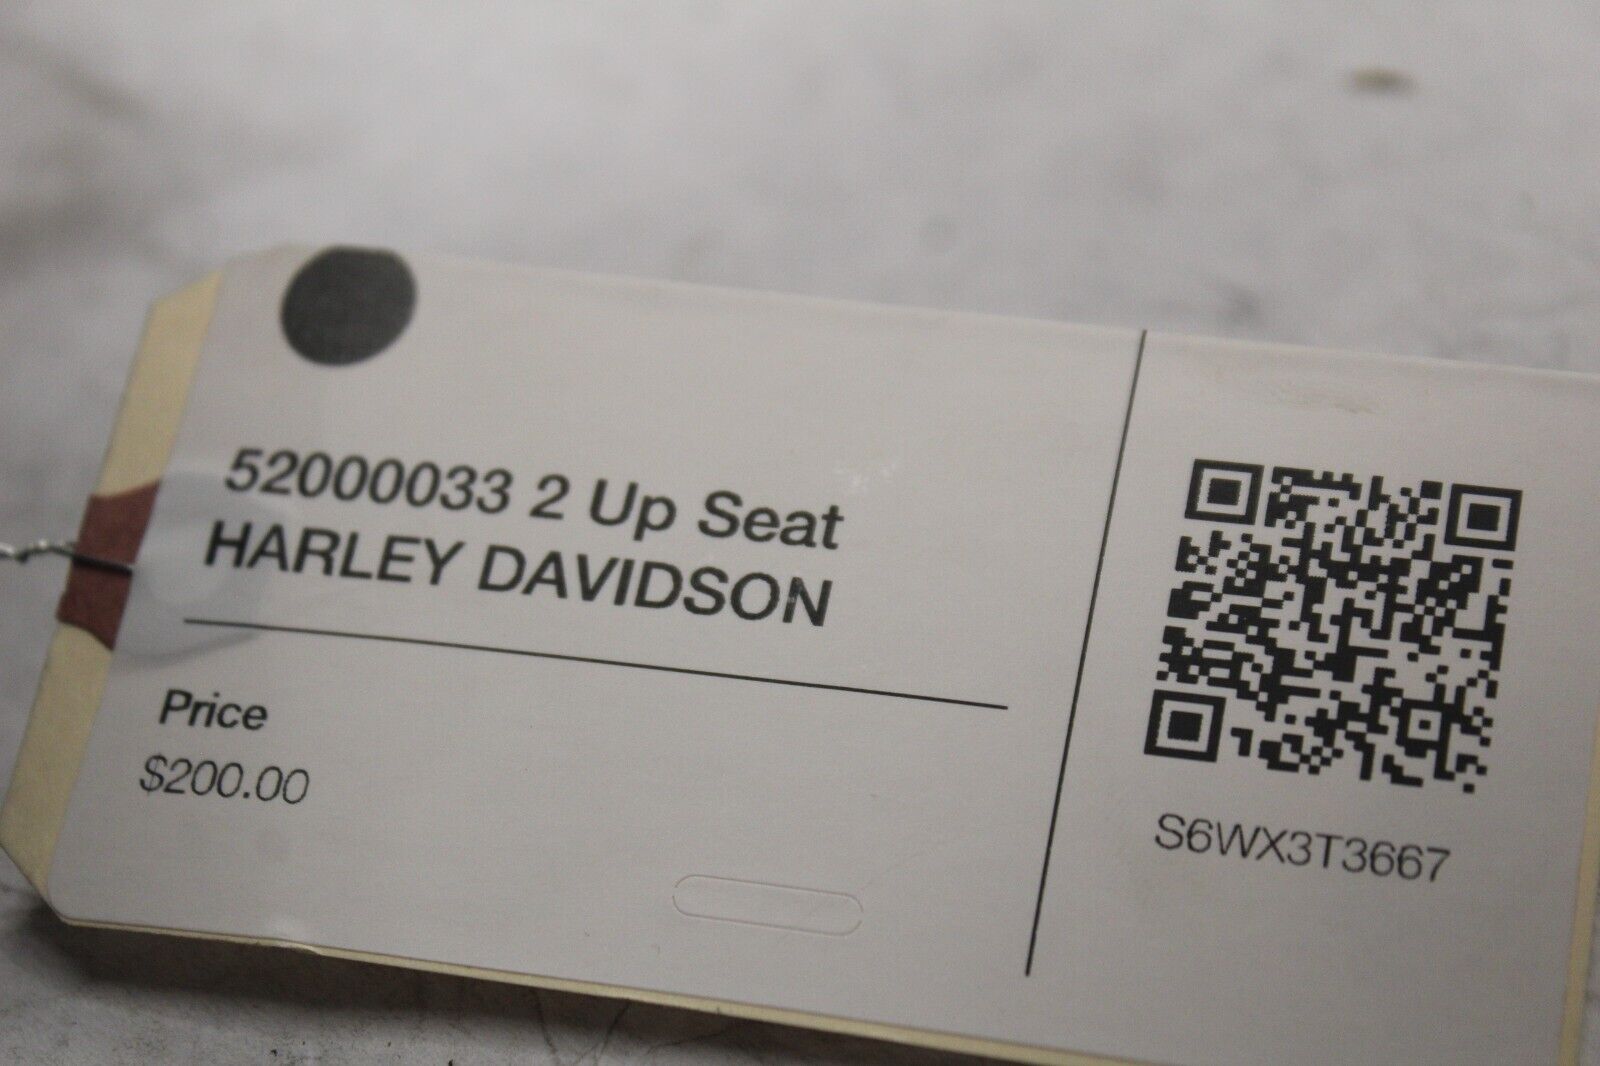 52000033 2 Up Seat
HARLEY DAVIDSON
Price
$200.00
S6WX3T3667